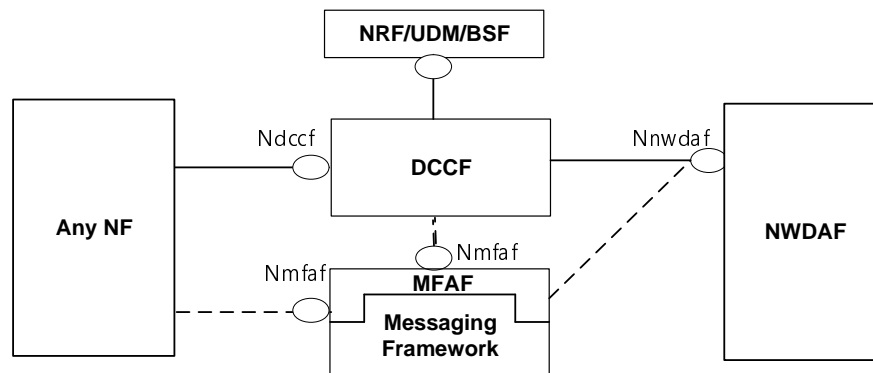 NRF/UDM/BSF
Ndccf
Nnwdaf
DCCF
Any NF
NWDAF
Nmfaf
Nmfaf
MFAF
Messaging
Framework